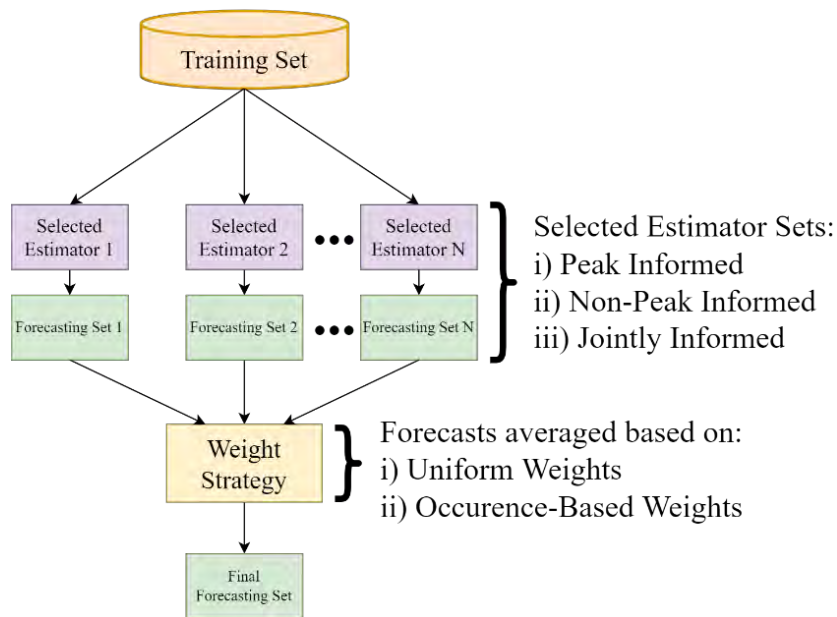 Training Set
Selected
Estimator 1
Selected
Estimator 2
Selected
Estimator N
Selected Estimator Sets:
i) Peak Informed
ii) Non-Peak Informed
iii) Jointly Informed
Forecasting Set 1
Forecasting Set 2
Forecasting Set N
Weight
Strategy
Forecasts averaged based on:
i) Uniform Weights
ii) Occurence-Based Weights
Final
Forecasting Set